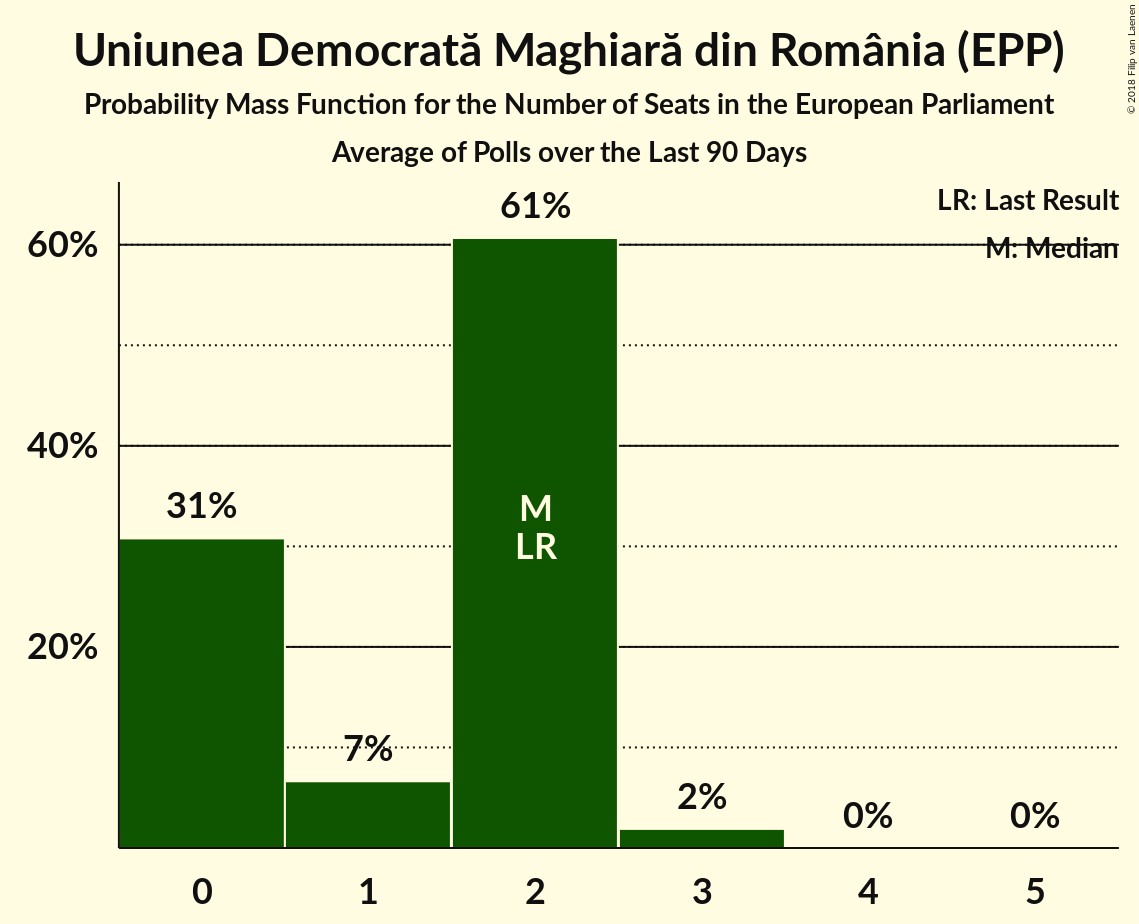 Uniunea Democrată Maghiară din România (EPP)
Probability Mass Function for the Number of Seats in the European Parliament
Average of Polls over the Last 90 Days
© 2018 Filip van Laenen
LR: Last Result
M: Median
60%
40%
20%
31%
7%
61%
M
LR
2%
0%
0%
0
1
2
3
4
5